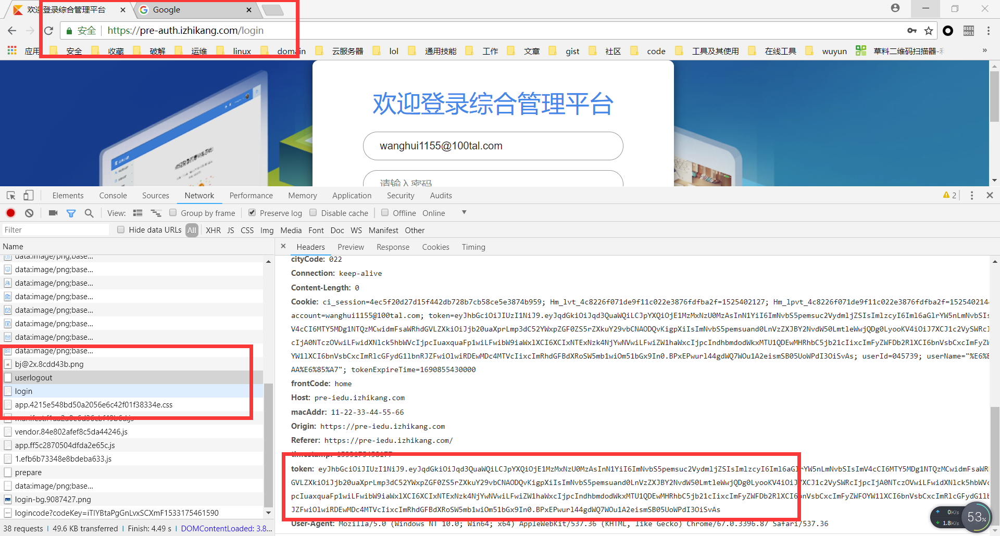 欢迎登录综合管理平台
Google
安全
https://pre-auth.izhikang.com/login
应用 安全 收藏 破解 运维 linux domain 云服务器 lol 通用技能 工作 文章 gist 社区 code 工具及其使用 在线工具 wuyun 草料二维码扫描器-
欢迎登录综合管理平台
wanghui1155@100tal.com
请输入密码
Elements Console Sources Network Performance Memory Application Security Audits 2
View: Group by frame Preserve log Disable cache Offline Online
Filter Hide data URLs All XHR JS CSS Img Media Font Doc WS Manifest Other
Name
data:image/png;base...
data:image/png;base...
data:image/png;base...
data:image/png;base...
data:image/png;base...
data:image/png;base...
data:image/png;base...
data:image/png;base...
bj@2x.8cdd43b.png
userlogout
login
app.4215e548bd50a2056e6c42f01f38334e.css
vendor.84e802afef8c5da44246.js
app.ff5c2870504dfda2e65c.js
1.efb6b73348e8bdeba633.js
prepare
data:image/png;base...
login-bg.9087427.png
logincode?codeKey=iTlYBtaPgGnLvxSCXmF1533175461590
38 requests | 49.6 KB transferred | Finish: 4.49 s | DOMContentLoaded: 3.8...
Headers Preview Response Cookies Timing
cityCode: 022
Connection: keep-alive
Content-Length: 0
Cookie: ci_session=4ec5f20d27d15f442db728b7cb58ce5e3874b959; Hm_lvt_4c8226f071de9f11c022e3876fdfba2f=1525402127; Hm_lpvt_4c8226f071de9f11c022e3876fdfba2f=152540214
account=wanghui1155@100tal.com; token=eyJhbGciOiJIUzI1NiJ9.eyJqdGkiOiJqd3QuaWQiLCJpYXQiOjE1MzMxNzU0MzAsInN1YiI6ImNvbS5pemsuc2VydmljZSIsImlzcyI6Iml6aGlrYW5nLmNvbSIs
V4cCI6MTY5MDg1NTQzMCwidmFsaWRhdGVLZXkiOiJjb20uaXprLmp3dC52YWxpZGF0ZS5rZXkuY29vbCNAODQvKigpXiIsImNvbS5pemsuand0LnVzZXJBY2NvdW50LmtleWwjQDg0LyooKV4iOiJ7XCJ1c2VySWRc
cIjA0NTczOVwiLFwidXNlck5hbWVcIjpcIuaxquaFp1wiLFwibW9iaWxlXCI6XCIxNTExNzk4NjYwNVwiLFwiZW1haWxcIjpcIndhbmdodWkxMTU1QDEwMHRhbC5jb21cIixcImFyZWFDb2RlXCI6bnVsbCxcImFyZW
YW1lXCI6bnVsbCxcImRlcGFydG1lbnRJZFwiOlwiRDEwMDc4MTVcIixcImRhdGFBdXRoSW5mb1wiOm51bGx9In0.BPxEPwurl44gdWQ7WOu1A2eismSB05UoWPdI3OiSvAs; userId=045739; userName="%E6%B
AA%E6%85%A7"; tokenExpireTime=1690855430000
frontCode: home
Host: pre-iedu.izhikang.com
macAddr: 11-22-33-44-55-66
Origin: https://pre-iedu.izhikang.com
Referer: https://pre-iedu.izhikang.com/
token: eyJhbGciOiJIUzI1NiJ9.eyJqdGkiOiJqd3QuaWQiLCJpYXQiOjE1MzMxNzU0MzAsInN1YiI6ImNvbS5pemsuc2VydmljZSIsImlzcyI6Iml6aGlrYW5nLmNvbSIsImV4cCI6MTY5MDg1NTQzMCwidmFsaWR
GVLZXkiOiJjb20uaXprLmp3dC52YWxpZGF0ZS5rZXkuY29vbCNAODQvKigpXiIsImNvbS5pemsuand0LnVzZXJBY2NvdW50LmtleWwjQDg0LyooKV4iOiJ7XCJ1c2VySWRcIjpcIjA0NTczOVwiLFwidXNlck5hbWVc
pcIuaxquaFp1wiLFwibW9iaWxlXCI6XCIxNTExNzk4NjYwNVwiLFwiZW1haWxcIjpcIndhbmdodWkxMTU1QDEwMHRhbC5jb21cIixcImFyZWFDb2RlXCI6bnVsbCxcImFyZWFOYW1lXCI6bnVsbCxcImRlcGFydG1lb
JZFwiOlwiRDEwMDc4MTVcIixcImRhdGFBdXRoSW5mb1wiOm51bGx9In0.BPxEPwurl44gdWQ7WOu1A2eismSB05UoWPdI3OiSvAs
User-Agent: Mozilla/5.0 (Windows NT 10.0; Win64; x64) AppleWebKit/537.36 (KHTML, like Gecko) Chrome/67.0.3396.87 Safari/537.36
0K/s
1.8K/s
53%